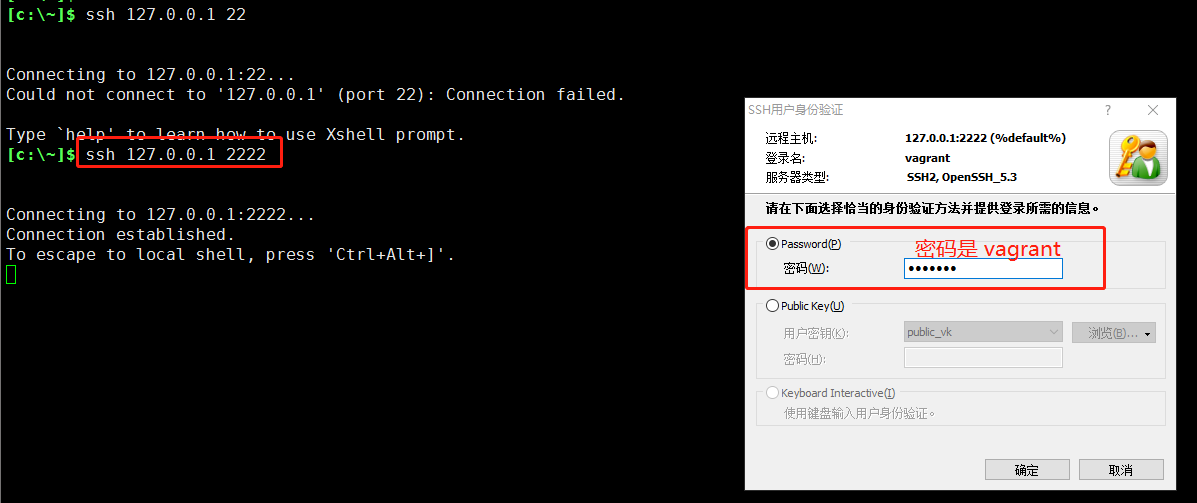 [c:\~]$ ssh 127.0.0.1 22
Connecting to 127.0.0.1:22...
Could not connect to '127.0.0.1' (port 22): Connection failed.
Type `help' to learn how to use Xshell prompt.
[c:\~]$ ssh 127.0.0.1 2222
Connecting to 127.0.0.1:2222...
Connection established.
To escape to local shell, press 'Ctrl+Alt+]'.
SSH用户身份验证
远程主机: 127.0.0.1:2222 (%default%)
登录名: vagrant
服务器类型: SSH2, OpenSSH_5.3
请在下面选择恰当的身份验证方法并提供登录所需的信息。
Password(P) 密码是 vagrant
密码(W): •••••••
Public Key(U)
用户密钥(K): public_vk 浏览(B)...
密码(H):
Keyboard Interactive(I)
使用键盘输入用户身份验证。
确定 取消